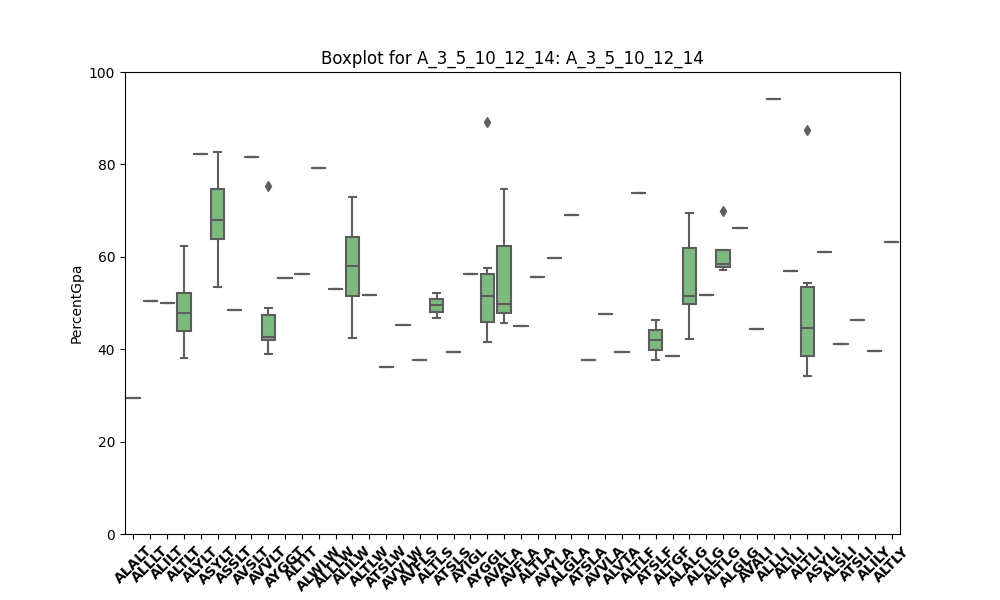 Boxplot for A_3_5_10_12_14: A_3_5_10_12_14
PercentGpa
100
80
60
40
20
0
ALALT
ALLLT
ALILT
ALTLT
ALYLT
ASYLT
ASSLT
AVSLT
AVVLT
AYGGT
ALTIT
ALWLW
ALLLW
ALILW
ALTLW
ATSLW
AVYLW
AVFLS
ALTLS
ATSLS
AYIGL
AYGGL
AVALA
AVFLA
ALTLA
AVYLA
ALGLA
ATSLA
AVVLA
ALVTA
ALTLF
ATSLF
ALTGF
ALALG
ALLLG
ALTLG
ALGLG
AVALI
ALLLI
ALILI
ALTLI
ASYLI
ALSLI
ATSLI
ALILY
ALTLY